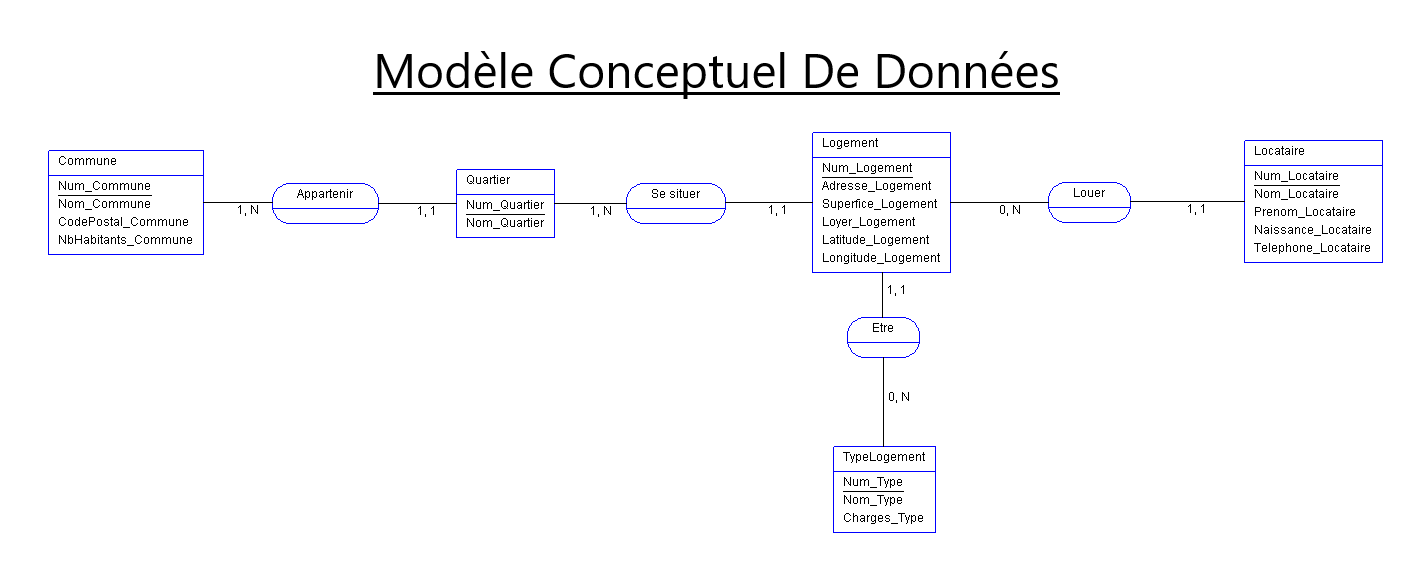 Modèle Conceptuel De Données
Commune
Num_Commune
Nom_Commune
CodePostal_Commune
NbHabitants_Commune
1, N
Appartenir
1, 1
Quartier
Num_Quartier
Nom_Quartier
1, N
Se situer
1, 1
Logement
Num_Logement
Adresse_Logement
Superfice_Logement
Loyer_Logement
Latitude_Logement
Longitude_Logement
0, N
Louer
1, 1
Locataire
Num_Locataire
Nom_Locataire
Prenom_Locataire
Naissance_Locataire
Telephone_Locataire
1, 1
Etre
0, N
TypeLogement
Num_Type
Nom_Type
Charges_Type